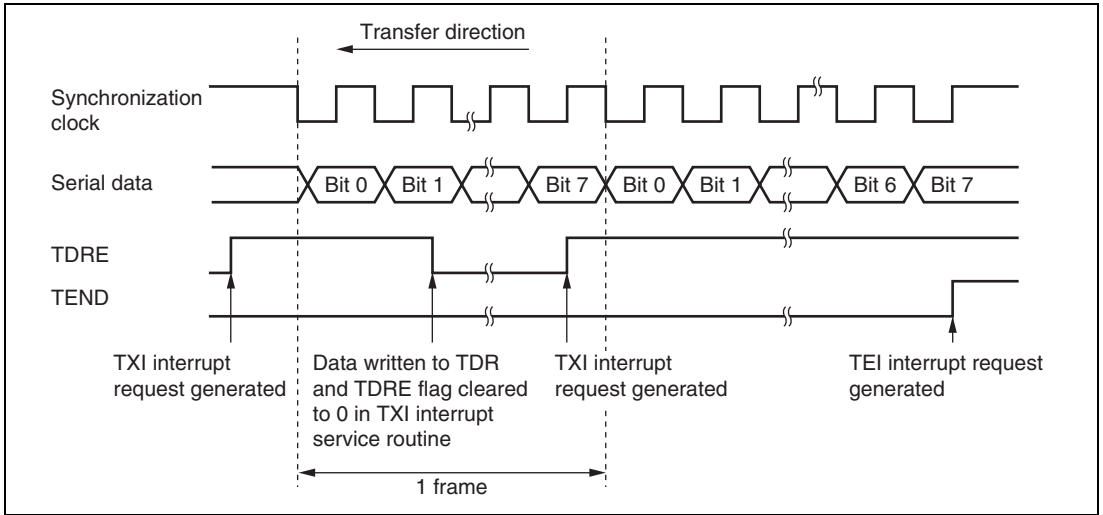 Transfer direction
Synchronization
clock
Serial data
Bit 0 Bit 1 Bit 7 Bit 0 Bit 1 Bit 6 Bit 7
TDRE
TEND
TXI interrupt
request generated
Data written to TDR
and TDRE flag cleared
to 0 in TXI interrupt
service routine
TXI interrupt
request generated
TEI interrupt request
generated
1 frame